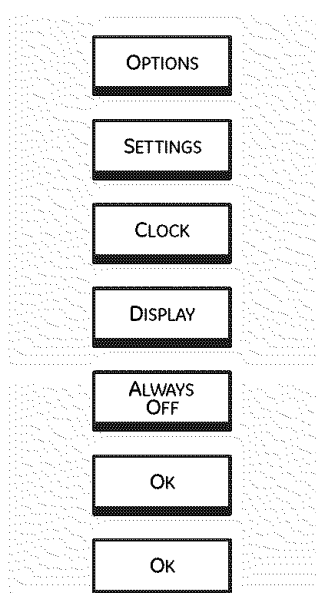 OPTIONS
SETTINGS
CLOCK
DISPLAY
ALWAYS
OFF
OK
OK